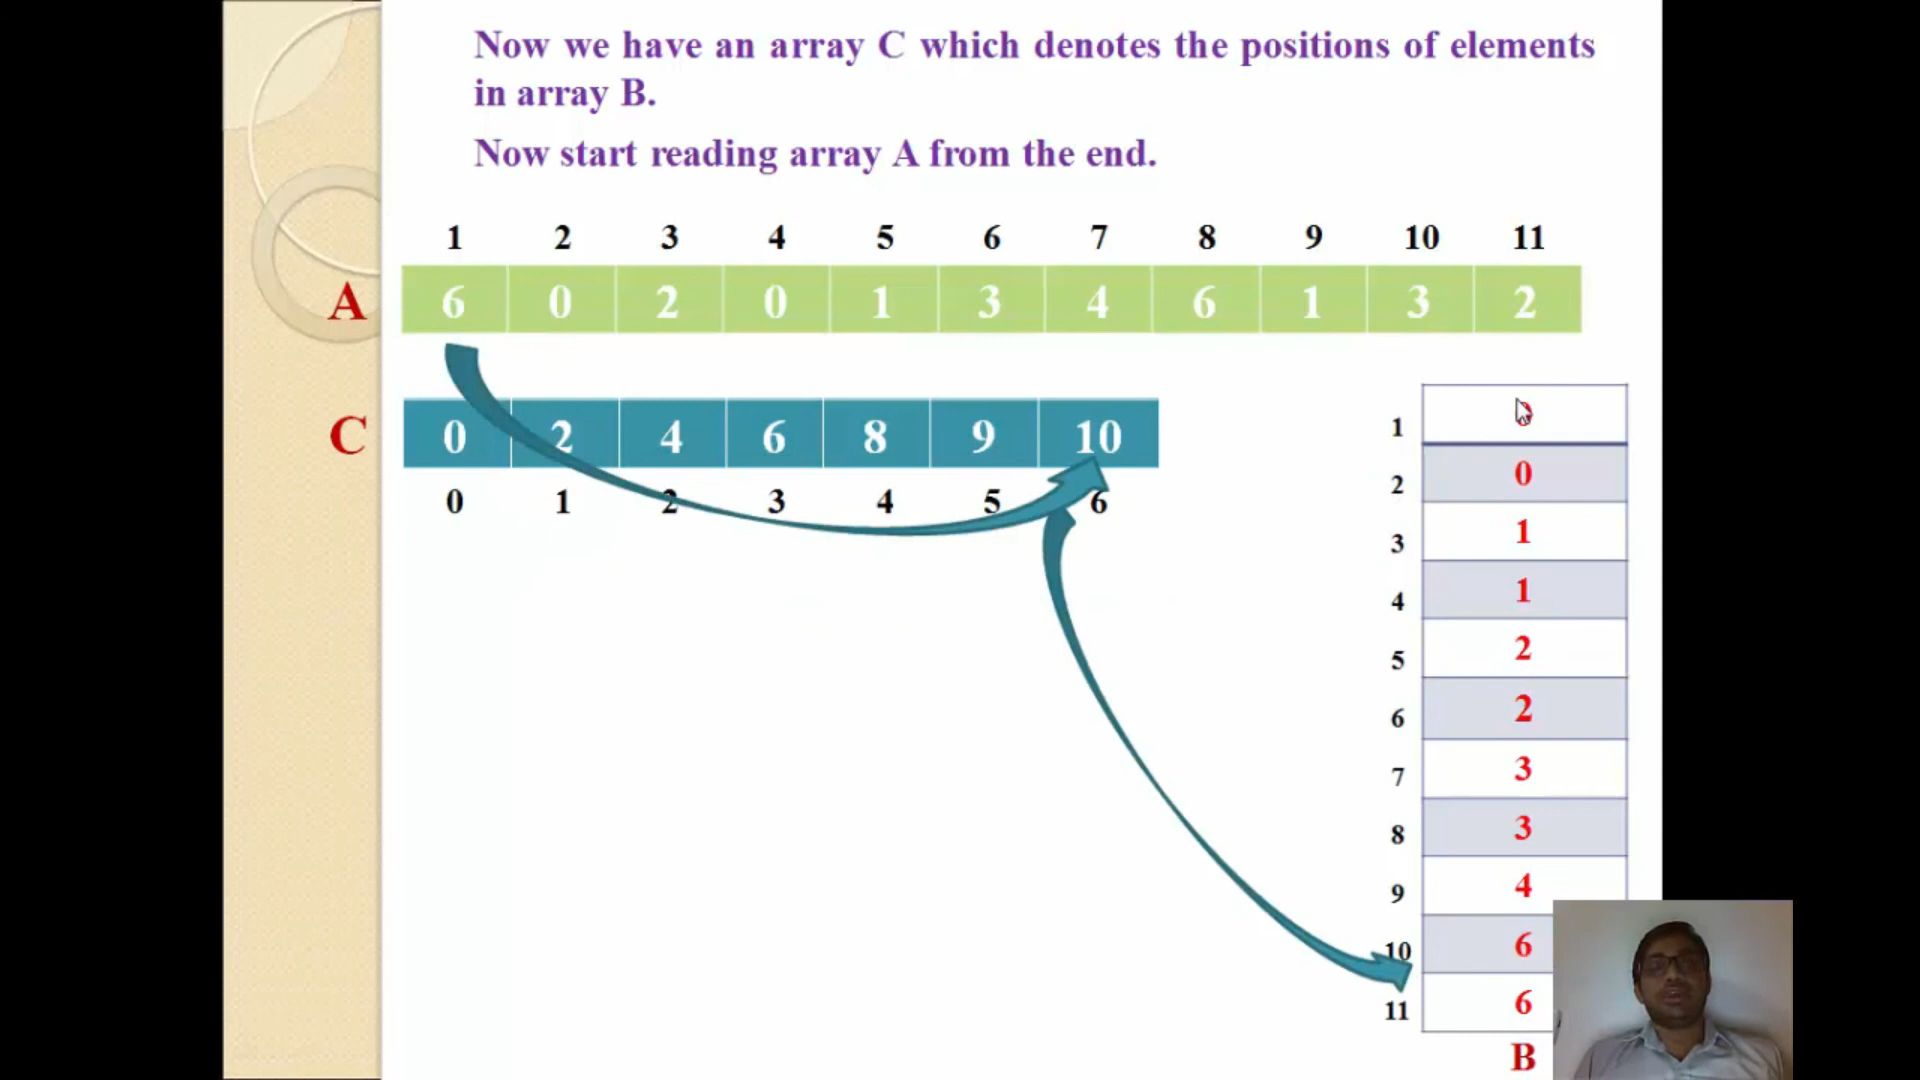 Now we have an array C which denotes the positions of elements
in array B.
Now start reading array A from the end.
1 2 3 4 5 6 7 8 9 10 11
A 6 0 2 0 1 3 4 6 1 3 2
C 0 2 4 6 8 9 10
0 1 2 3 4 5 6
1
2 0
3 1
4 1
5 2
6 2
7 3
8 3
9 4
10 6
11 6
B